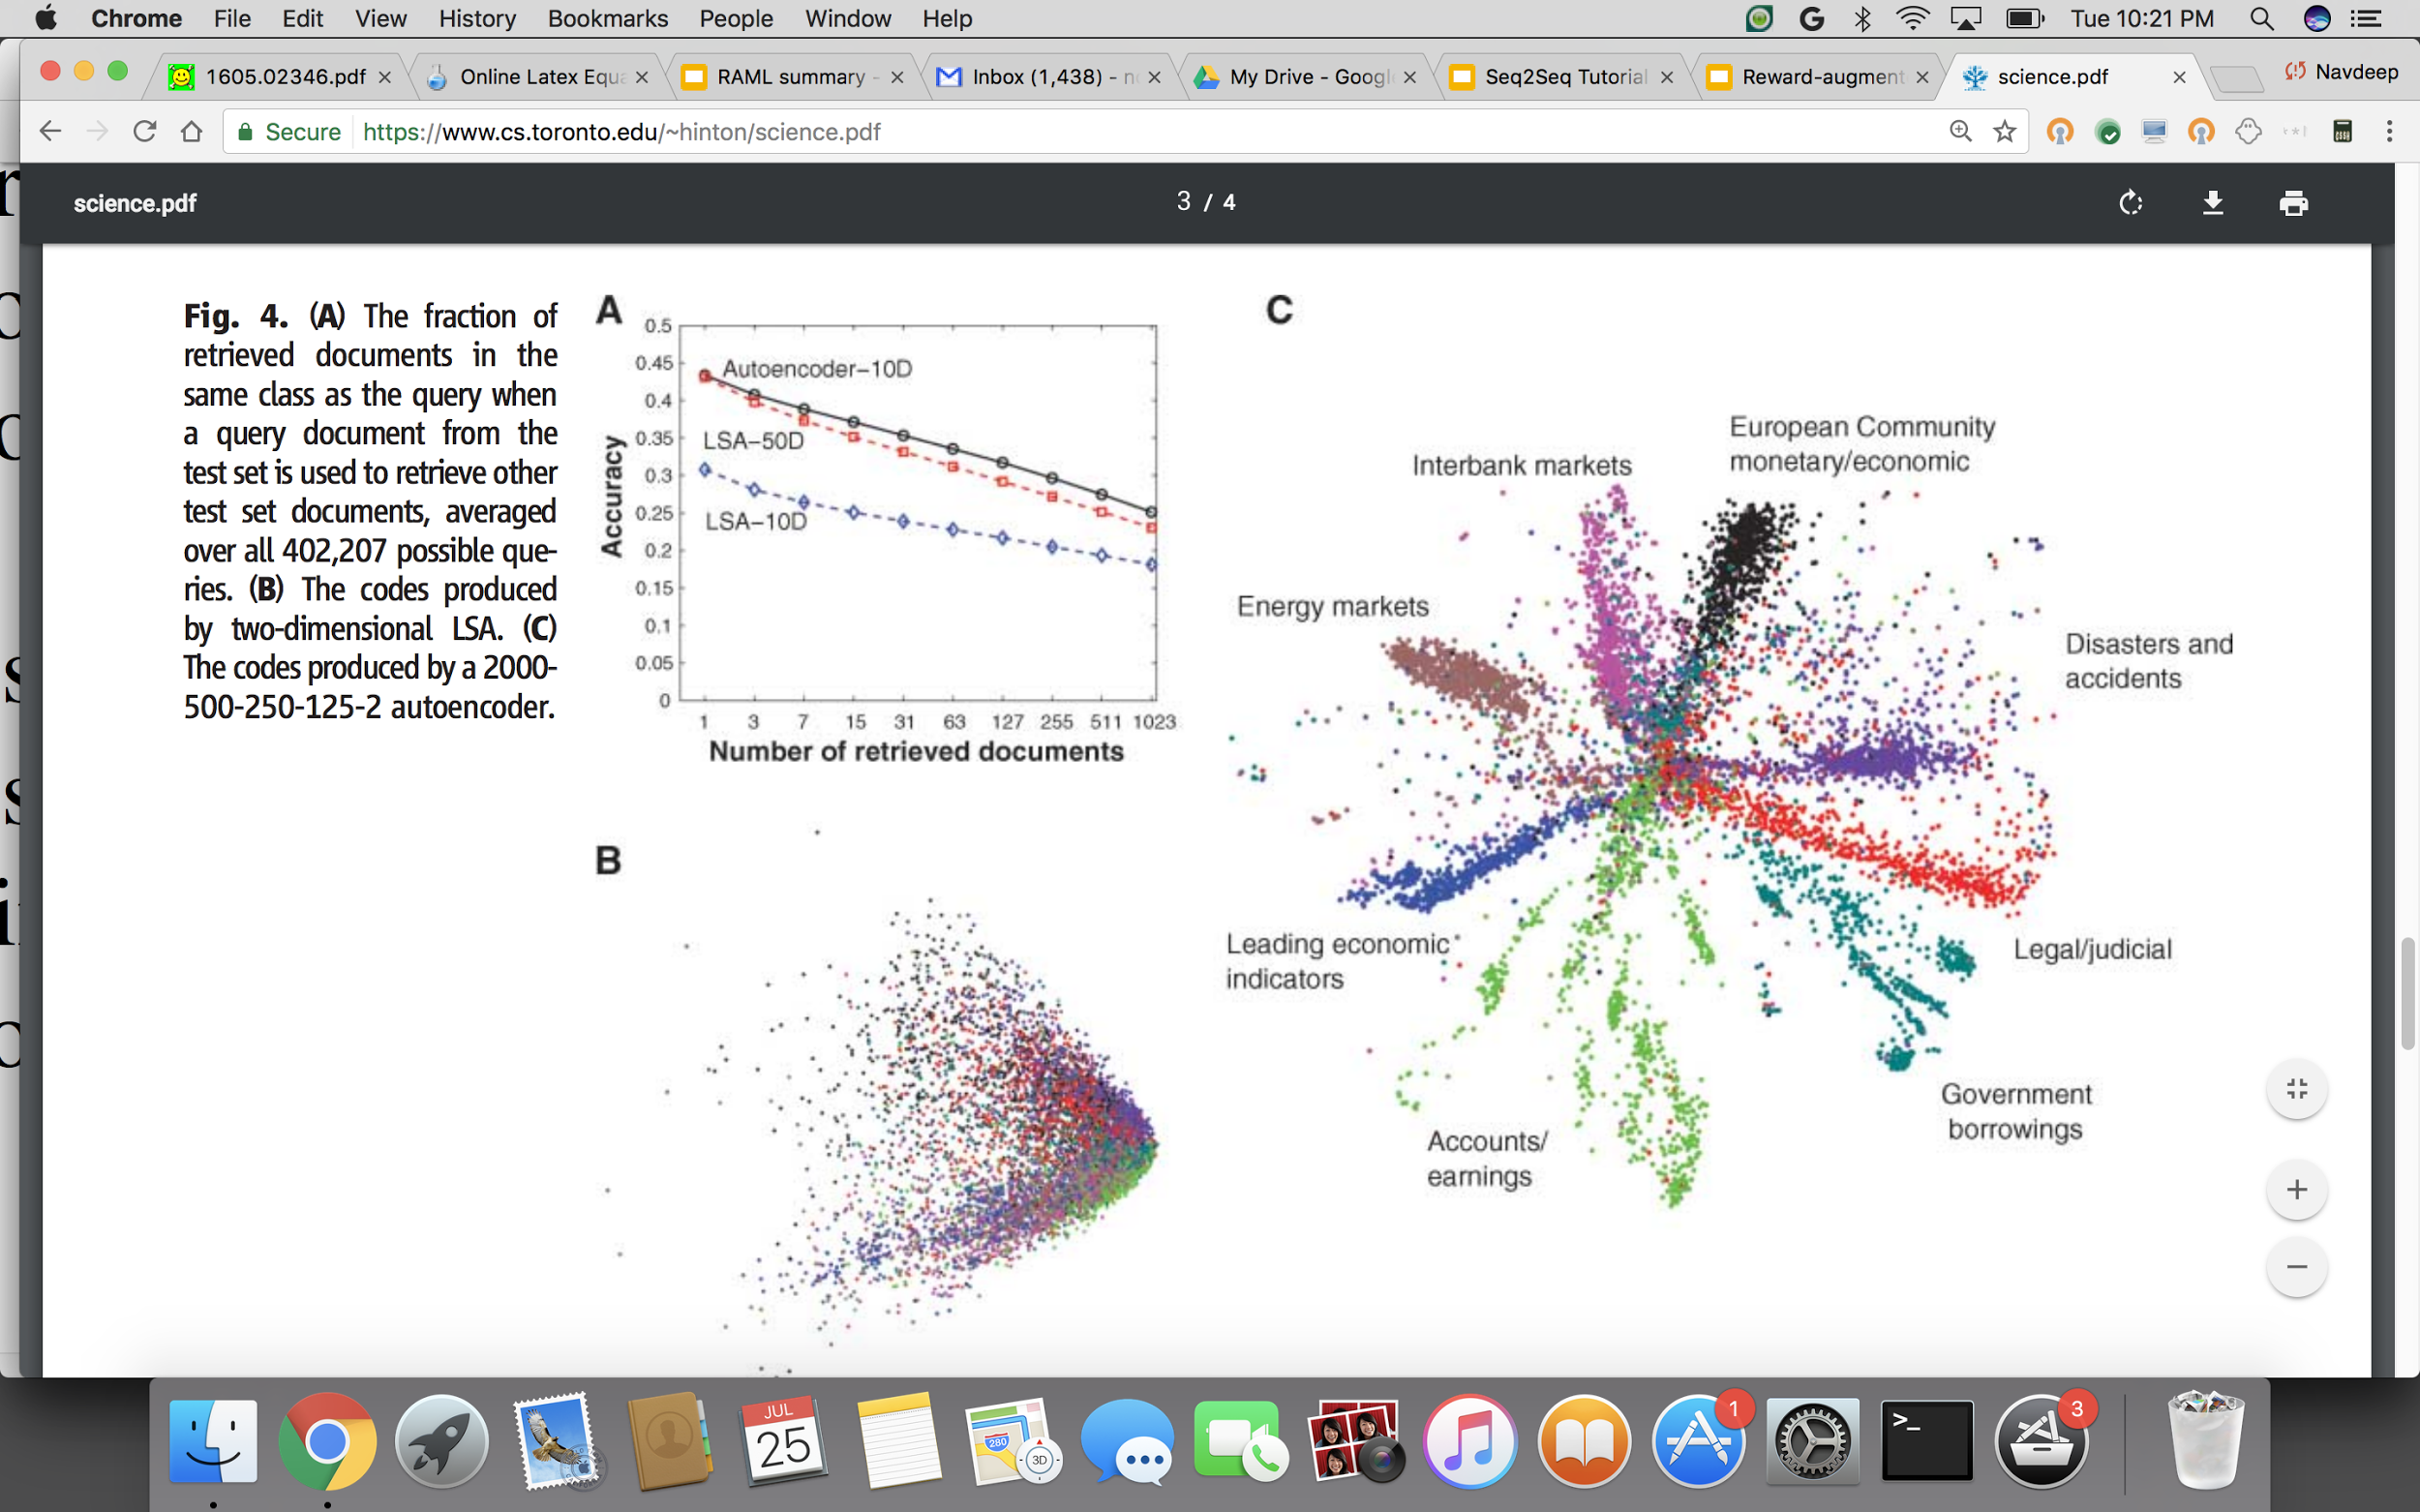 Chrome File Edit View History Bookmarks People Window Help Tue 10:21 PM
1605.02346.pdf Online Latex Equa RAML summary - Inbox (1,438) - n My Drive - Googl Seq2Seq Tutorial Reward-augment science.pdf Navdeep
Secure https://www.cs.toronto.edu/~hinton/science.pdf
science.pdf 3 / 4
Fig. 4. (A) The fraction of
retrieved documents in the
same class as the query when
a query document from the
test set is used to retrieve other
test set documents, averaged
over all 402,207 possible que-
ries. (B) The codes produced
by two-dimensional LSA. (C)
The codes produced by a 2000-
500-250-125-2 autoencoder.
A
0.5
0.45
0.4
0.35
0.3
0.25
0.2
0.15
0.1
0.05
0
Accuracy
Autoencoder-10D
LSA-50D
LSA-10D
1 3 7 15 31 63 127 255 511 1023
Number of retrieved documents
B
C
European Community
monetary/economic
Interbank markets
Energy markets
Disasters and
accidents
Leading economic
indicators
Legal/judicial
Government
borrowings
Accounts/
earnings
JUL
25
280
3D
1
>_
3